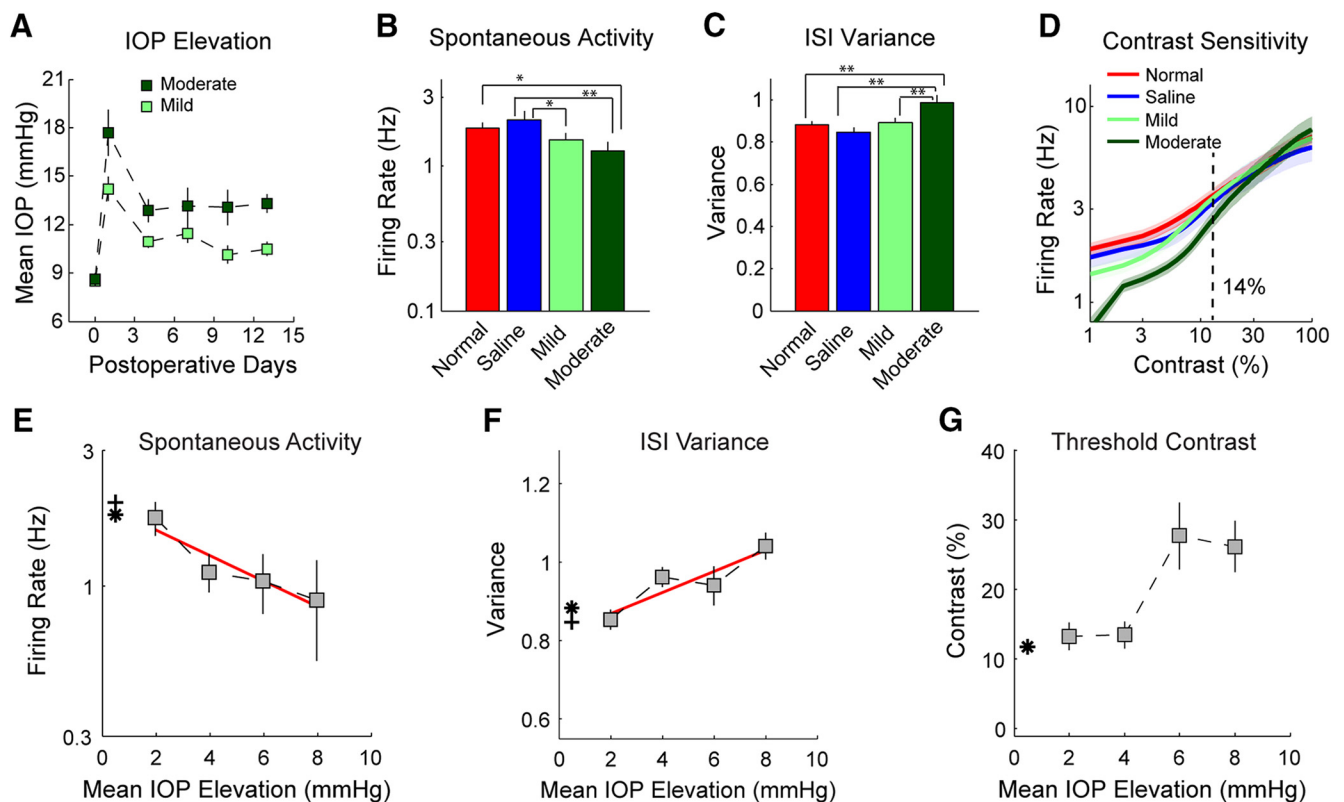 A
IOP Elevation
Moderate
Mild
Mean IOP (mmHg)
21
18
15
12
9
6
0 3 6 9 12 15
Postoperative Days
B
Spontaneous Activity
*
**
*
Firing Rate (Hz)
3
1
0.3
0.1
Normal
Saline
Mild
Moderate
C
ISI Variance
**
**
**
Variance
1
0.8
0.6
0.4
0.2
0
Normal
Saline
Mild
Moderate
D
Contrast Sensitivity
Normal
Saline
Mild
Moderate
Firing Rate (Hz)
10
3
1
14%
1 3 10 30 100
Contrast (%)
E
Spontaneous Activity
Firing Rate (Hz)
3
1
0.3
+
*
0 2 4 6 8 10
Mean IOP Elevation (mmHg)
F
ISI Variance
Variance
1.2
1
0.8
0.6
*
+
0 2 4 6 8 10
Mean IOP Elevation (mmHg)
G
Threshold Contrast
Contrast (%)
40
30
20
10
0
*
0 2 4 6 8 10
Mean IOP Elevation (mmHg)